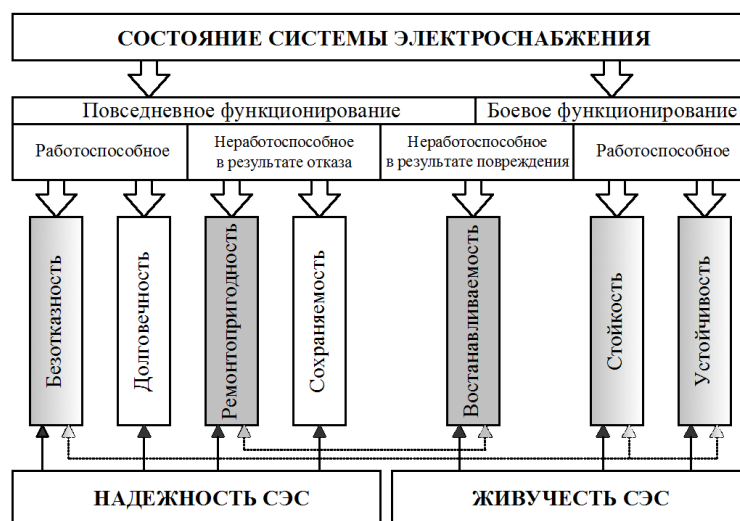 СОСТОЯНИЕ СИСТЕМЫ ЭЛЕКТРОСНАБЖЕНИЯ
Повседневное функционирование
Боевое функционирование
Работоспособное
Неработоспособное
в результате отказа
Неработоспособное
в результате повреждения
Работоспособное
Безотказность
Долговечность
Ремонтопригодность
Сохраняемость
Востанавливаемость
Стойкость
Устойчивость
НАДЕЖНОСТЬ СЭС
ЖИВУЧЕСТЬ СЭС